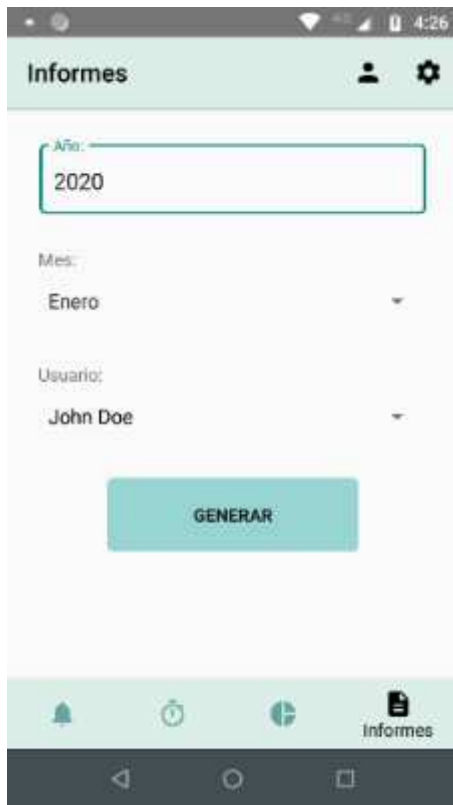 4:26
Informes
Año:
2020
Mes:
Enero
Usuario:
John Doe
GENERAR
Informes